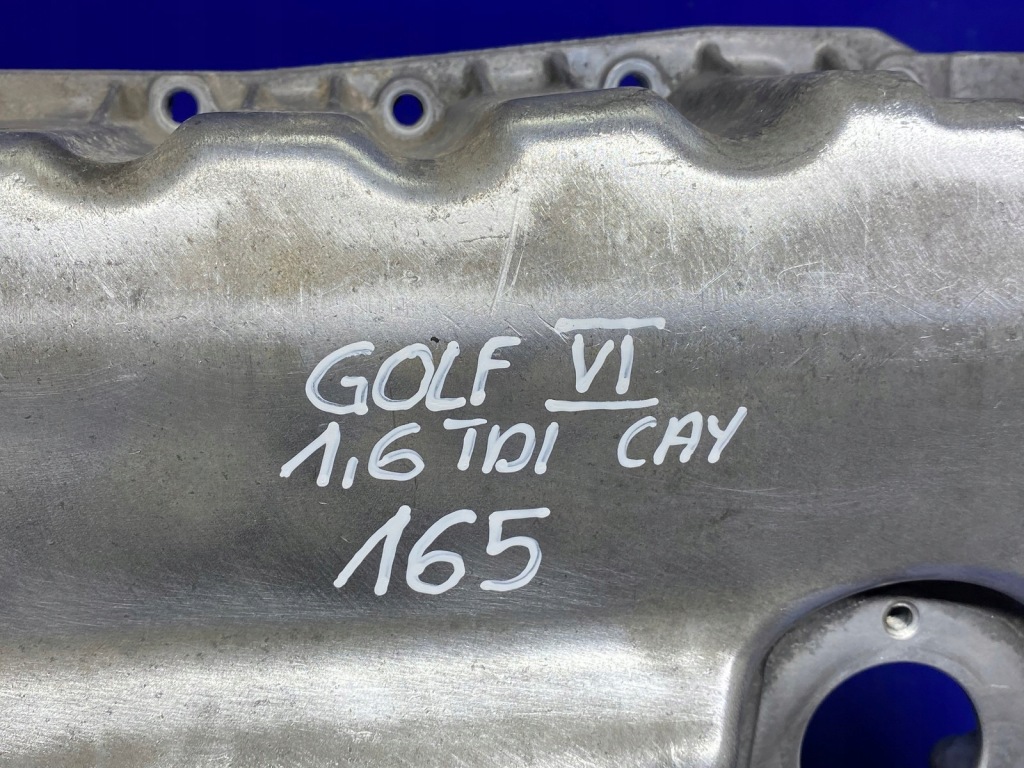 GOLF VI
1,6 TDI CAY
165